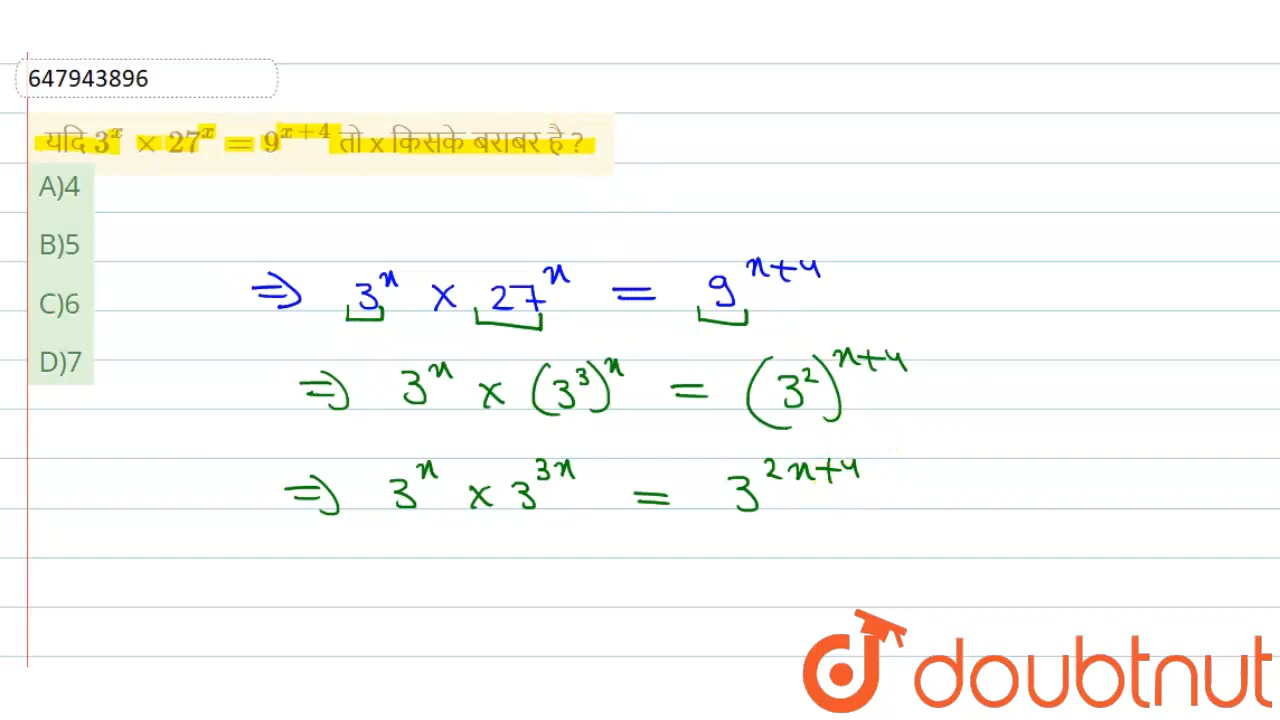 647943896
यदि 3^x × 27^x = 9^{x+4} तो x किसके बराबर है ?
A)4
B)5
C)6
D)7
⇒ 3^x × 27^x = 9^{x+4}
⇒ 3^x × (3^3)^x = (3^2)^{x+4}
⇒ 3^x × 3^{3x} = 3^{2x+4}
doubtnut